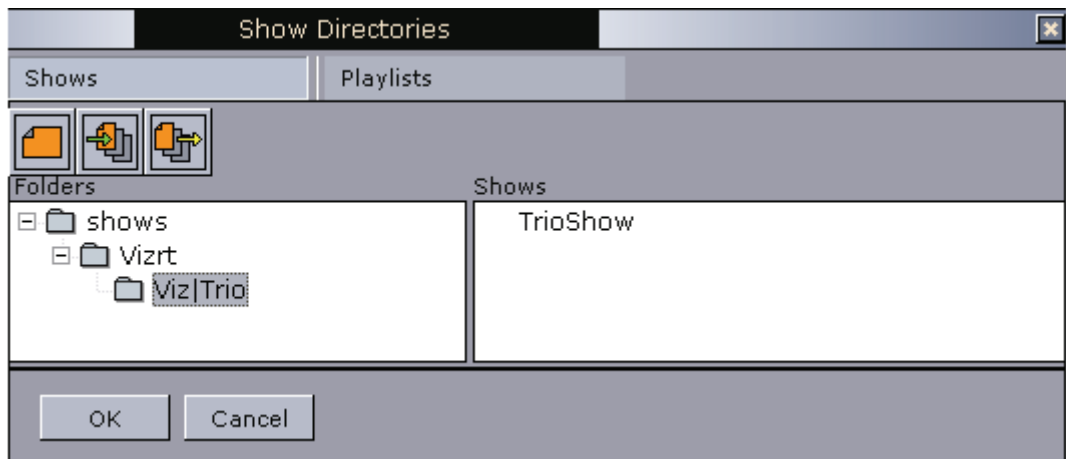 Show Directories
Shows
Playlists
Folders
Shows
shows
Vizrt
Viz|Trio
TrioShow
OK
Cancel